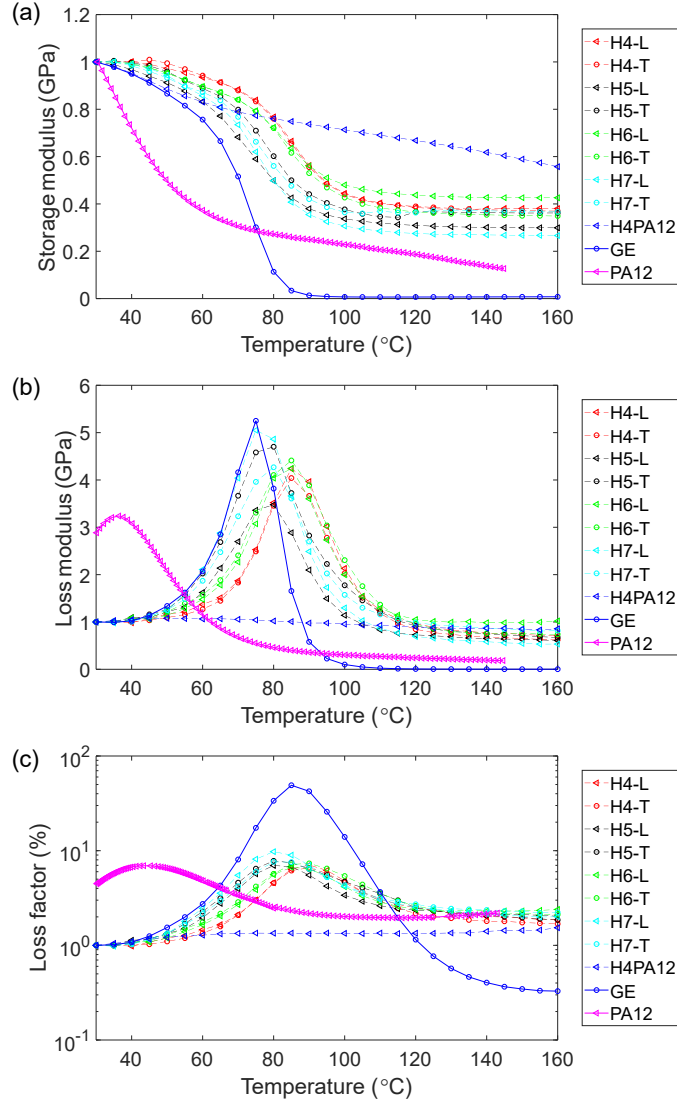 (a)
1.2
1
0.8
0.6
0.4
0.2
0
Storage modulus (GPa)
40 60 80 100 120 140 160
Temperature (°C)
H4-L
H4-T
H5-L
H5-T
H6-L
H6-T
H7-L
H7-T
H4PA12
GE
PA12
(b)
6
5
4
3
2
1
0
Loss modulus (GPa)
40 60 80 100 120 140 160
Temperature (°C)
H4-L
H4-T
H5-L
H5-T
H6-L
H6-T
H7-L
H7-T
H4PA12
GE
PA12
(c)
10²
10¹
10⁰
10⁻¹
Loss factor (%)
40 60 80 100 120 140 160
Temperature (°C)
H4-L
H4-T
H5-L
H5-T
H6-L
H6-T
H7-L
H7-T
H4PA12
GE
PA12